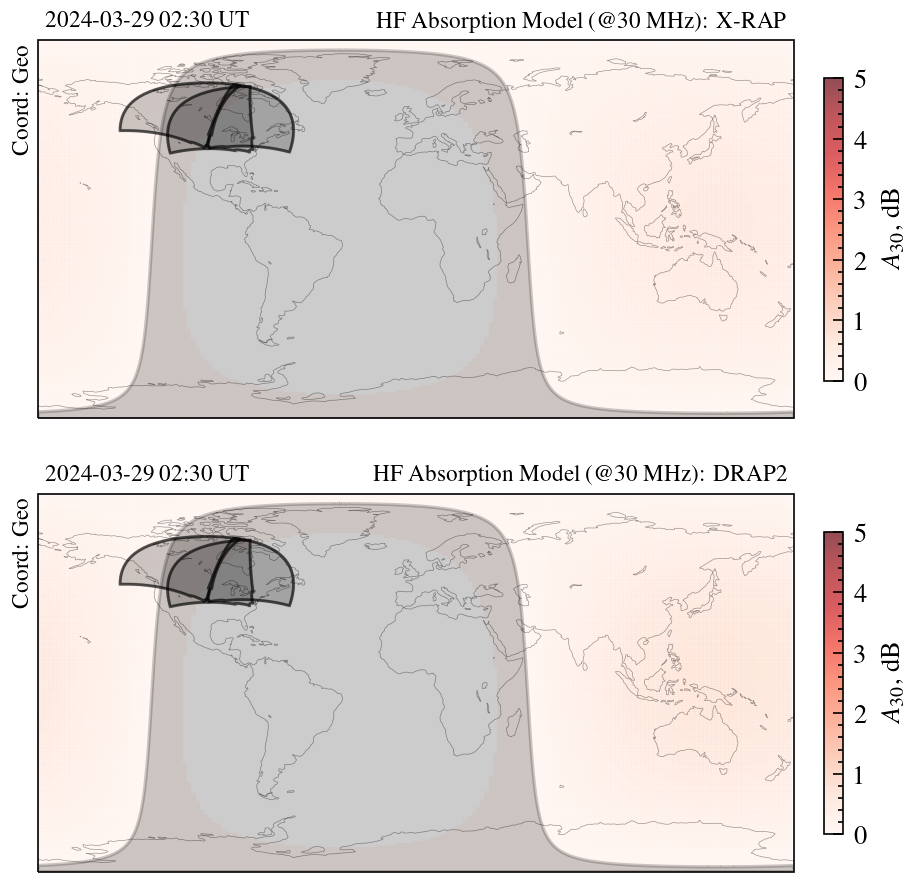 2024-03-29 02:30 UT
HF Absorption Model (@30 MHz): X-RAP
Coord: Geo
5
4
3
2
1
0
A₃₀, dB
2024-03-29 02:30 UT
HF Absorption Model (@30 MHz): DRAP2
Coord: Geo
5
4
3
2
1
0
A₃₀, dB